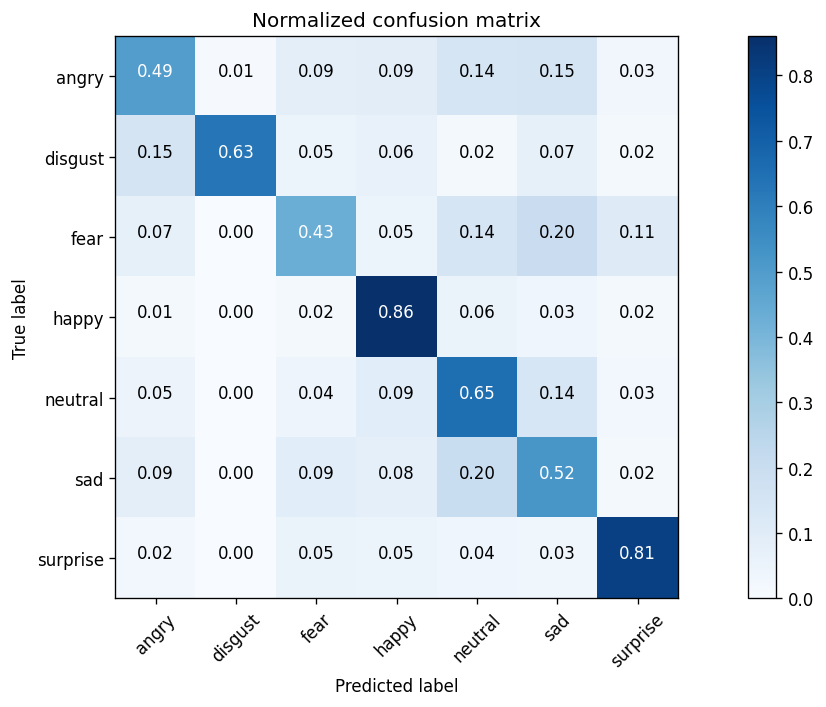 Normalized confusion matrix
True label
angry 0.49 0.01 0.09 0.09 0.14 0.15 0.03
disgust 0.15 0.63 0.05 0.06 0.02 0.07 0.02
fear 0.07 0.00 0.43 0.05 0.14 0.20 0.11
happy 0.01 0.00 0.02 0.86 0.06 0.03 0.02
neutral 0.05 0.00 0.04 0.09 0.65 0.14 0.03
sad 0.09 0.00 0.09 0.08 0.20 0.52 0.02
surprise 0.02 0.00 0.05 0.05 0.04 0.03 0.81
angry disgust fear happy neutral sad surprise
Predicted label
0.8
0.7
0.6
0.5
0.4
0.3
0.2
0.1
0.0